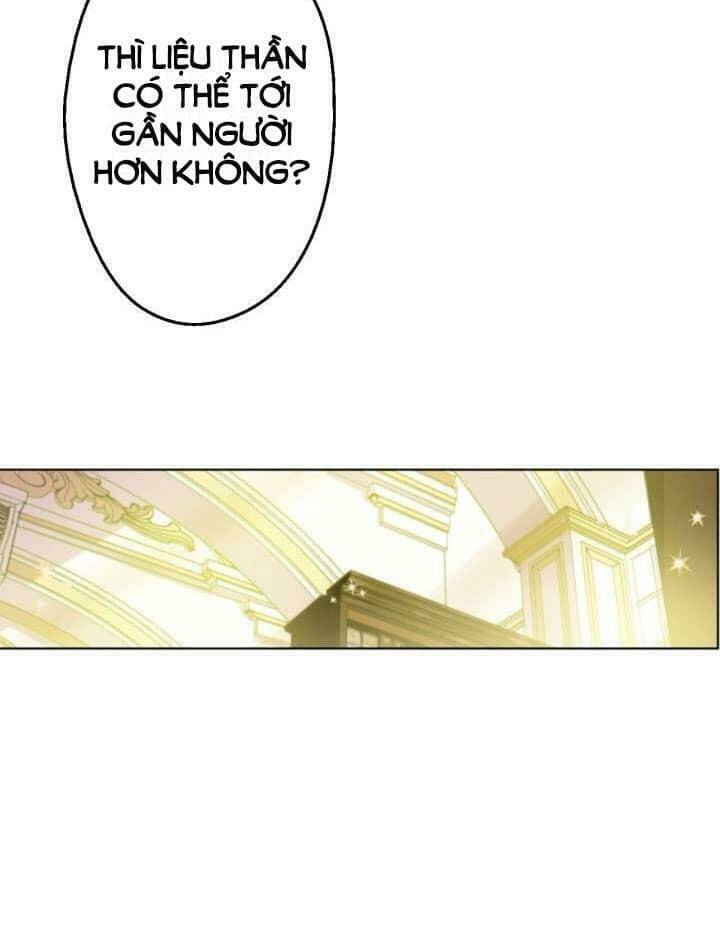 THÌ LIỆU THẦN
CÓ THỂ TỚI
GẦN NGƯỜI
HƠN KHÔNG?